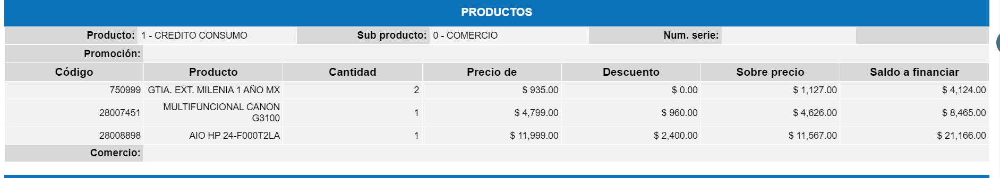 PRODUCTOS
Producto: 1 - CREDITO CONSUMO Sub producto: 0 - COMERCIO Num. serie:
Promoción:
Código Producto Cantidad Precio de Descuento Sobre precio Saldo a financiar
750999 GTIA. EXT. MILENIA 1 AÑO MX 2 $ 935.00 $ 0.00 $ 1,127.00 $ 4,124.00
28007451 MULTIFUNCIONAL CANON G3100 1 $ 4,799.00 $ 960.00 $ 4,626.00 $ 8,465.00
28008898 AIO HP 24-F000T2LA 1 $ 11,999.00 $ 2,400.00 $ 11,567.00 $ 21,166.00
Comercio: